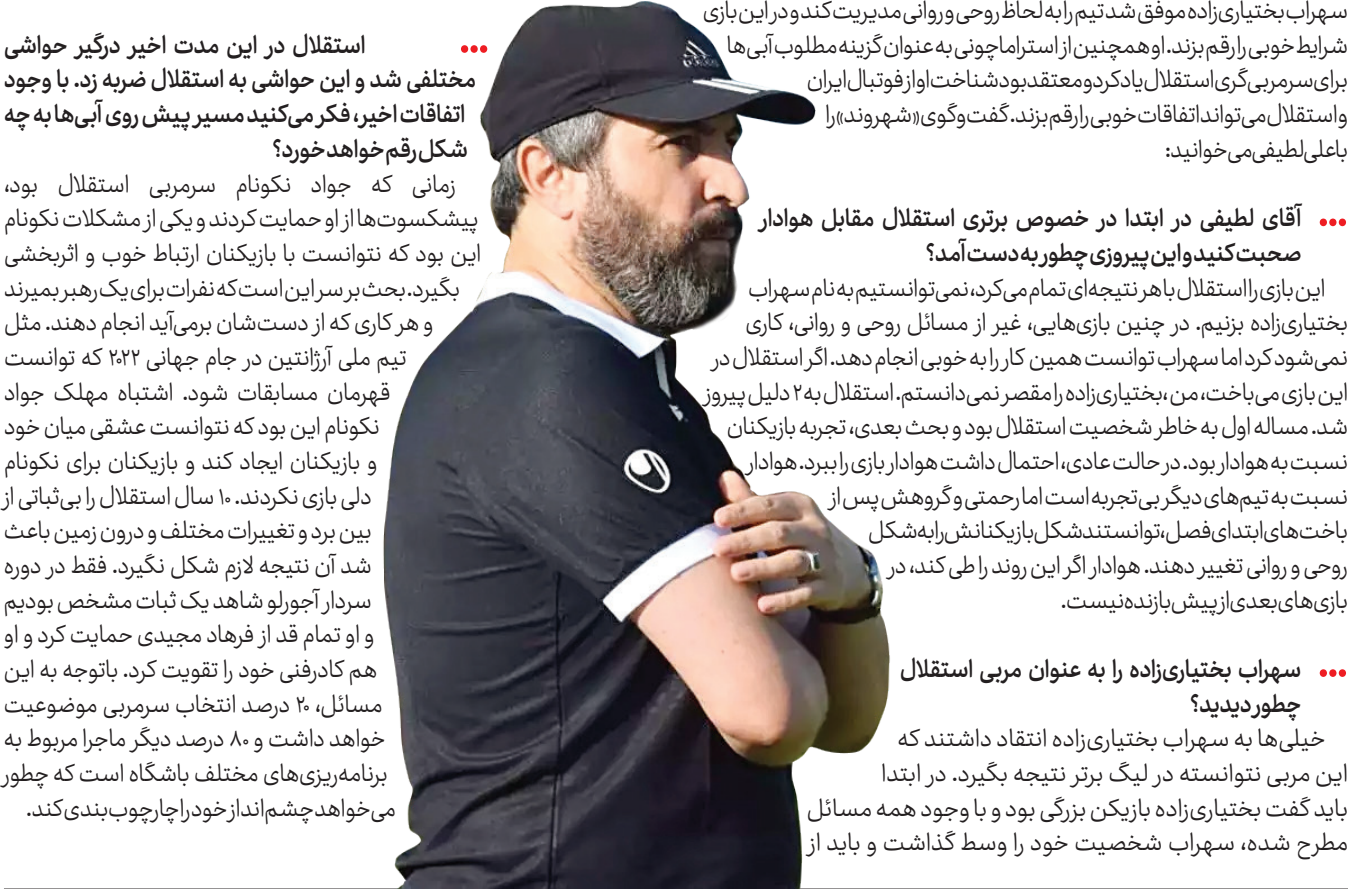 سهراب بختیاری‌زاده موفق شد تیم را به لحاظ روحی و روانی مدیریت کند و در این بازی
شرایط خوبی را رقم بزند. او همچنین از استراماچونی به عنوان گزینه مطلوب آبی‌ها
برای سرمربی‌گری استقلال یاد کرد و معتقد بود شناخت او از فوتبال ایران
و استقلال می‌تواند اتفاقات خوبی را رقم بزند. گفت‌وگوی «شهروند» را
با علی لطیفی می‌خوانید:
••• آقای لطیفی در ابتدا در خصوص برتری استقلال مقابل هوادار
صحبت کنید و این پیروزی چطور به دست آمد؟
این بازی را استقلال با هر نتیجه‌ای تمام می‌کرد، نمی‌توانستیم به نام سهراب
بختیاری‌زاده بزنیم. در چنین بازی‌هایی، غیر از مسائل روحی و روانی، کاری
نمی‌شود کرد اما سهراب توانست همین کار را به خوبی انجام دهد. اگر استقلال در
این بازی می‌باخت، من، بختیاری‌زاده را مقصر نمی‌دانستم. استقلال به ۲ دلیل پیروز
شد. مساله اول به خاطر شخصیت استقلال بود و بحث بعدی، تجربه بازیکنان
نسبت به هوادار بود. در حالت عادی، احتمال داشت هوادار بازی را ببرد. هوادار
نسبت به تیم‌های دیگر بی‌تجربه است اما رحمتی و گروهش پس از
باخت‌های ابتدای فصل، توانستند شکل بازیکنانش را به شکل
روحی و روانی تغییر دهند. هوادار اگر این روند را طی کند، در
بازی‌های بعدی از پیش بازنده نیست.
••• سهراب بختیاری‌زاده را به عنوان مربی استقلال
چطور دیدید؟
خیلی‌ها به سهراب بختیاری‌زاده انتقاد داشتند که
این مربی نتوانسته در لیگ برتر نتیجه بگیرد. در ابتدا
باید گفت بختیاری‌زاده بازیکن بزرگی بود و با وجود همه مسائل
مطرح شده، سهراب شخصیت خود را وسط گذاشت و باید از
••• استقلال در این مدت اخیر درگیر حواشی
مختلفی شد و این حواشی به استقلال ضربه زد. با وجود
اتفاقات اخیر، فکر می‌کنید مسیر پیش روی آبی‌ها به چه
شکل رقم خواهد خورد؟
زمانی که جواد نکونام سرمربی استقلال بود،
پیشکسوت‌ها از او حمایت کردند و یکی از مشکلات نکونام
این بود که نتوانست با بازیکنان ارتباط خوب و اثربخشی
بگیرد. بحث بر سر این است که نفرات برای یک رهبر بمیرند
و هر کاری که از دست‌شان برمی‌آید انجام دهند. مثل
تیم ملی آرژانتین در جام جهانی ۲۰۲۲ که توانست
قهرمان مسابقات شود. اشتباه مهلک جواد
نکونام این بود که نتوانست عشقی میان خود
و بازیکنان ایجاد کند و بازیکنان برای نکونام
دلی بازی نکردند. ۱۰ سال استقلال را بی‌ثباتی از
بین برد و تغییرات مختلف و درون زمین باعث
شد آن نتیجه لازم شکل نگیرد. فقط در دوره
سردار آجورلو شاهد یک ثبات مشخص بودیم
و او تمام قد از فرهاد مجیدی حمایت کرد و او
هم کادرفنی خود را تقویت کرد. باتوجه به این
مسائل، ۲۰ درصد انتخاب سرمربی موضوعیت
خواهد داشت و ۸۰ درصد دیگر ماجرا مربوط به
برنامه‌ریزی‌های مختلف باشگاه است که چطور
می‌خواهد چشم‌انداز خود را چارچوب‌بندی کند.